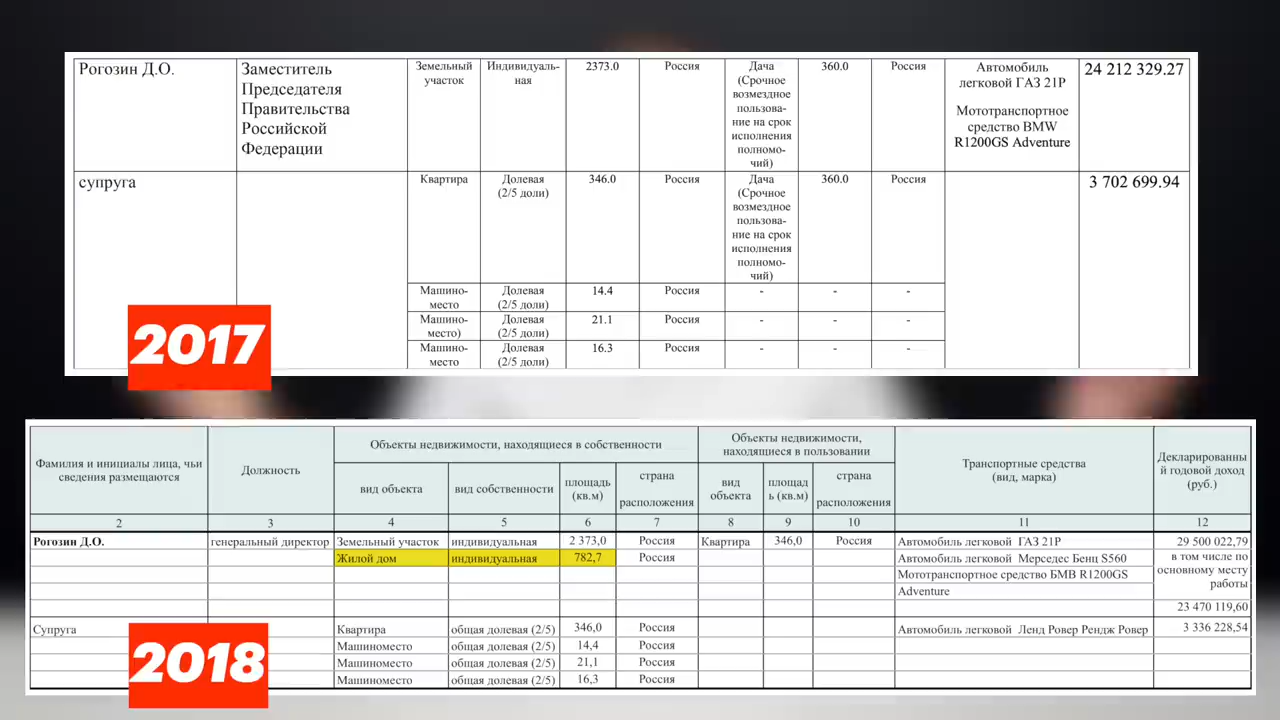 Рогозин Д.О.
Заместитель
Председателя
Правительства
Российской
Федерации
Земельный
участок
Индивидуаль-
ная
2373.0
Россия
Дача
(Срочное
возмездное
пользова-
ние на срок
исполнения
полномо-
чий)
360.0
Россия
Автомобиль
легковой ГАЗ 21Р
Мототранспортное
средство BMW
R1200GS Adventure
24 212 329.27
супруга
Квартира
Долевая
(2/5 доли)
346.0
Россия
Дача
(Срочное
возмездное
пользова-
ние на срок
исполнения
полномо-
чий)
360.0
Россия
3 702 699.94
Машино-
место
Долевая
(2/5 доли)
14.4
Россия
-
-
-
Машино-
место)
Долевая
(2/5 доли)
21.1
Россия
-
-
-
Машино-
место
Долевая
(2/5 доли)
16.3
Россия
-
-
-
2017
Фамилия и инициалы лица, чьи
сведения размещаются
Должность
Объекты недвижимости, находящиеся в собственности
Объекты недвижимости,
находящиеся в пользовании
Транспортные средства
(вид, марка)
Декларированны
й годовой доход
(руб.)
вид объекта
вид собственности
площадь
(кв.м)
страна
расположения
вид
объекта
площад
ь (кв.м)
страна
расположения
2 3 4 5 6 7 8 9 10 11 12
Рогозин Д.О. генеральный директор Земельный участок индивидуальная 2 373,0 Россия Квартира 346,0 Россия Автомобиль легковой ГАЗ 21Р 29 500 022,79
Жилой дом индивидуальная 782,7 Россия Автомобиль легковой Мерседес Бенц S560
Мототранспортное средство БМВ R1200GS
Adventure
в том числе по
основному месту
работы
23 470 119,60
Супруга Квартира общая долевая (2/5) 346,0 Россия Автомобиль легковой Ленд Ровер Рендж Ровер 3 336 228,54
Машиноместо общая долевая (2/5) 14,4 Россия
Машиноместо общая долевая (2/5) 21,1 Россия
Машиноместо общая долевая (2/5) 16,3 Россия
2018